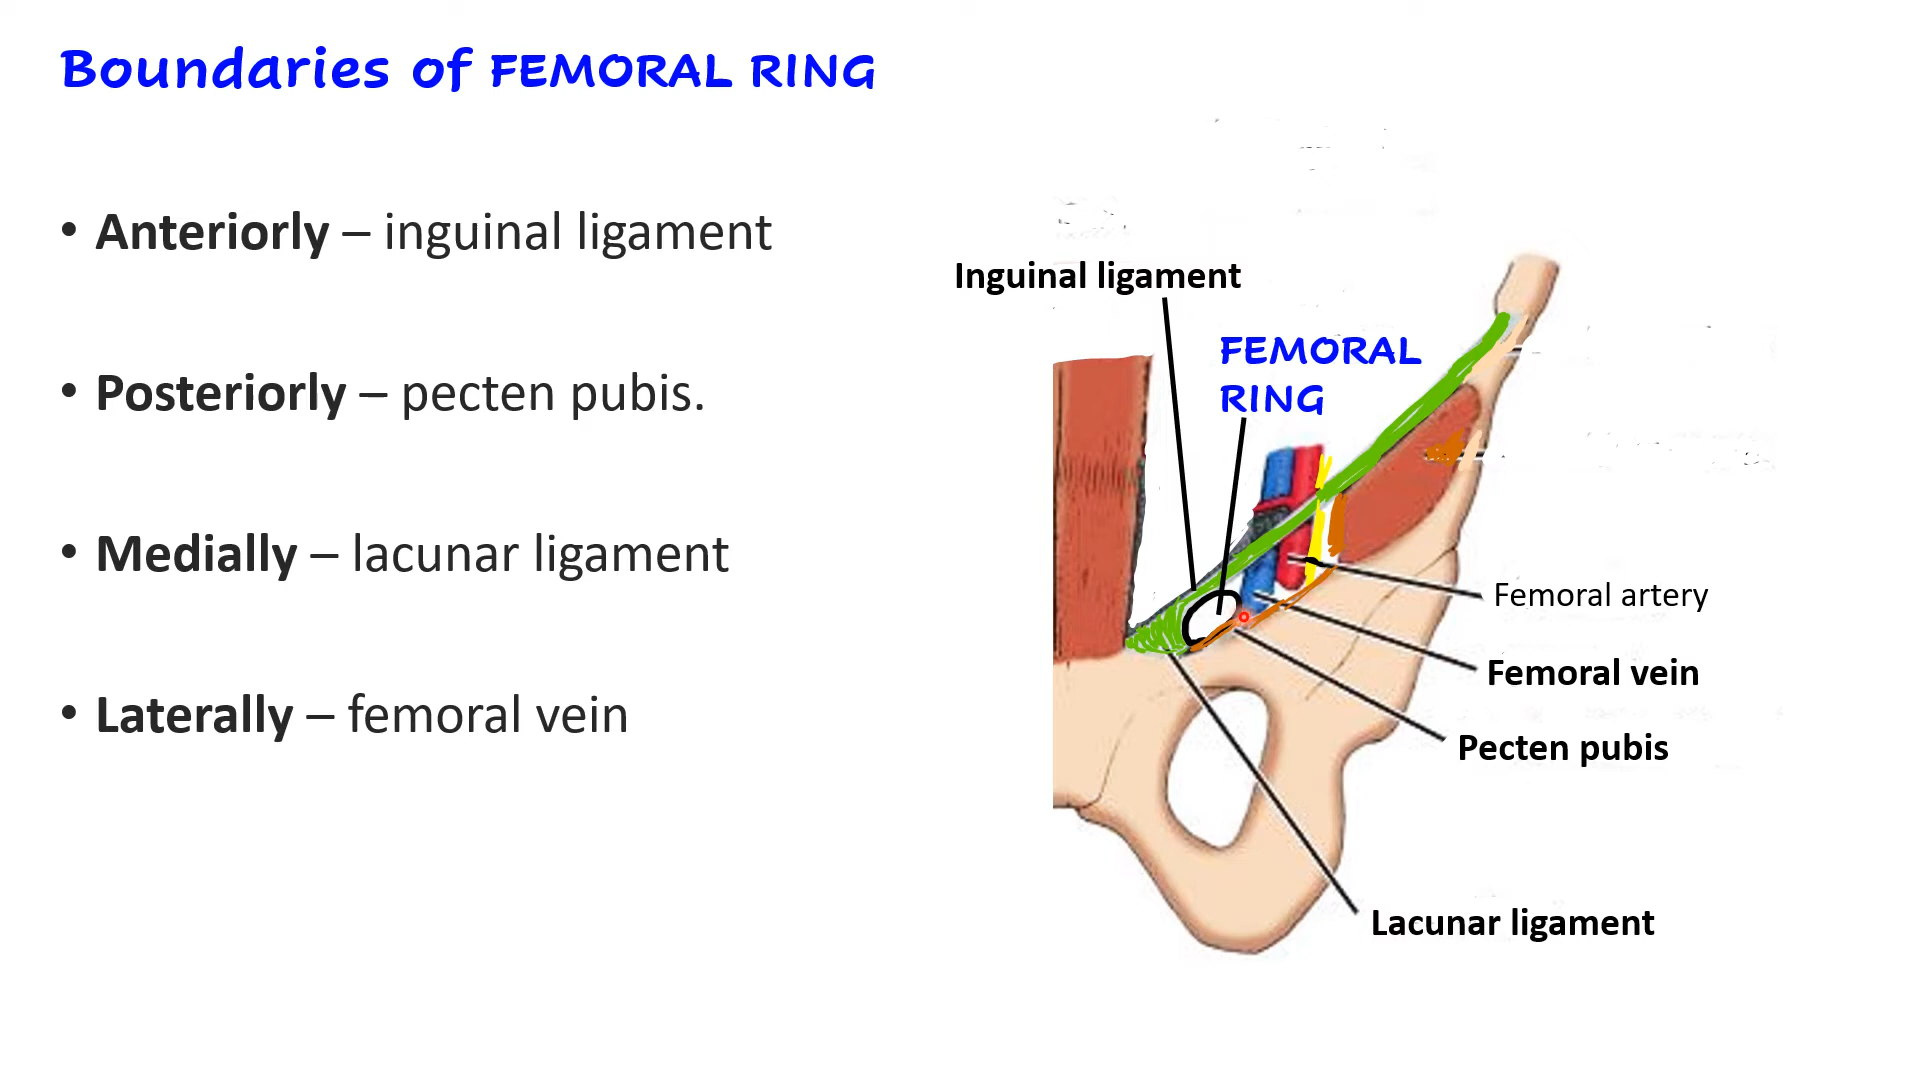 Boundaries of FEMORAL RING
• Anteriorly – inguinal ligament
• Posteriorly – pecten pubis.
• Medially – lacunar ligament
• Laterally – femoral vein
Inguinal ligament
FEMORAL
RING
Femoral artery
Femoral vein
Pecten pubis
Lacunar ligament